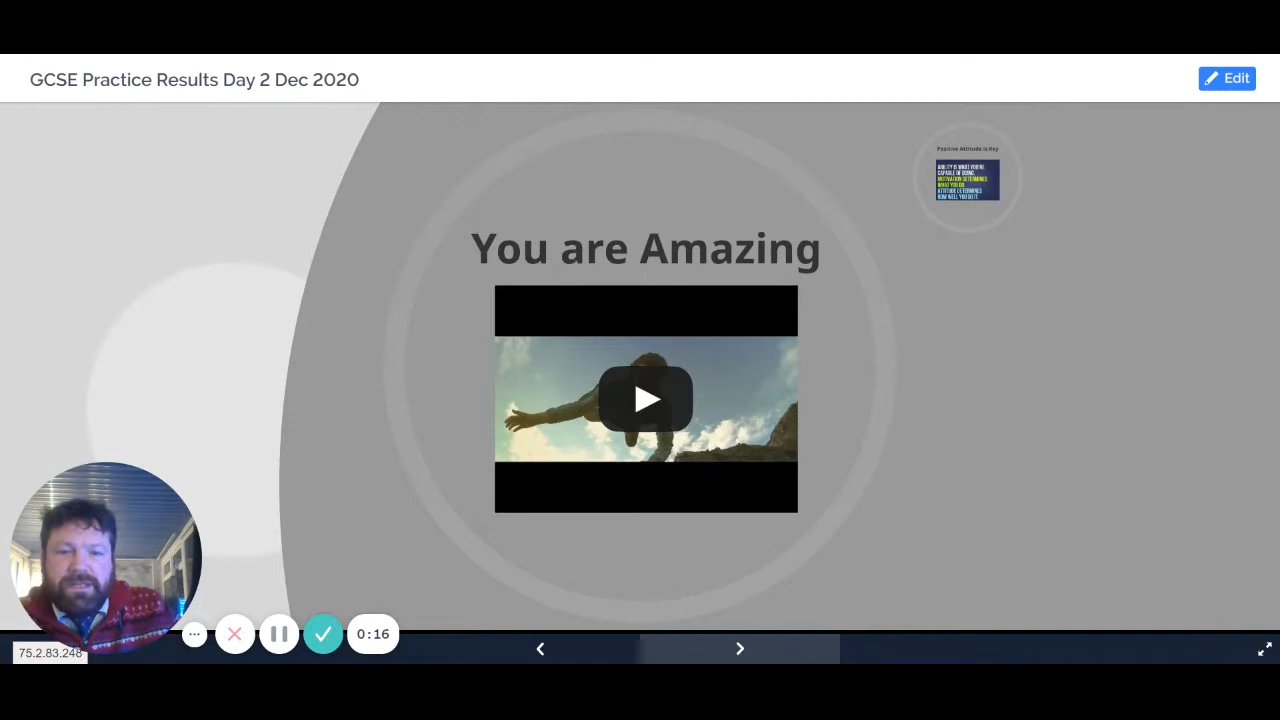 GCSE Practice Results Day 2 Dec 2020
Edit
Positive Attitude is Key
ABILITY IS WHAT YOU'RE
CAPABLE OF DOING.
MOTIVATION DETERMINES
WHAT YOU DO.
ATTITUDE DETERMINES
HOW WELL YOU DO IT.
You are Amazing
0:16
75.2.83.248